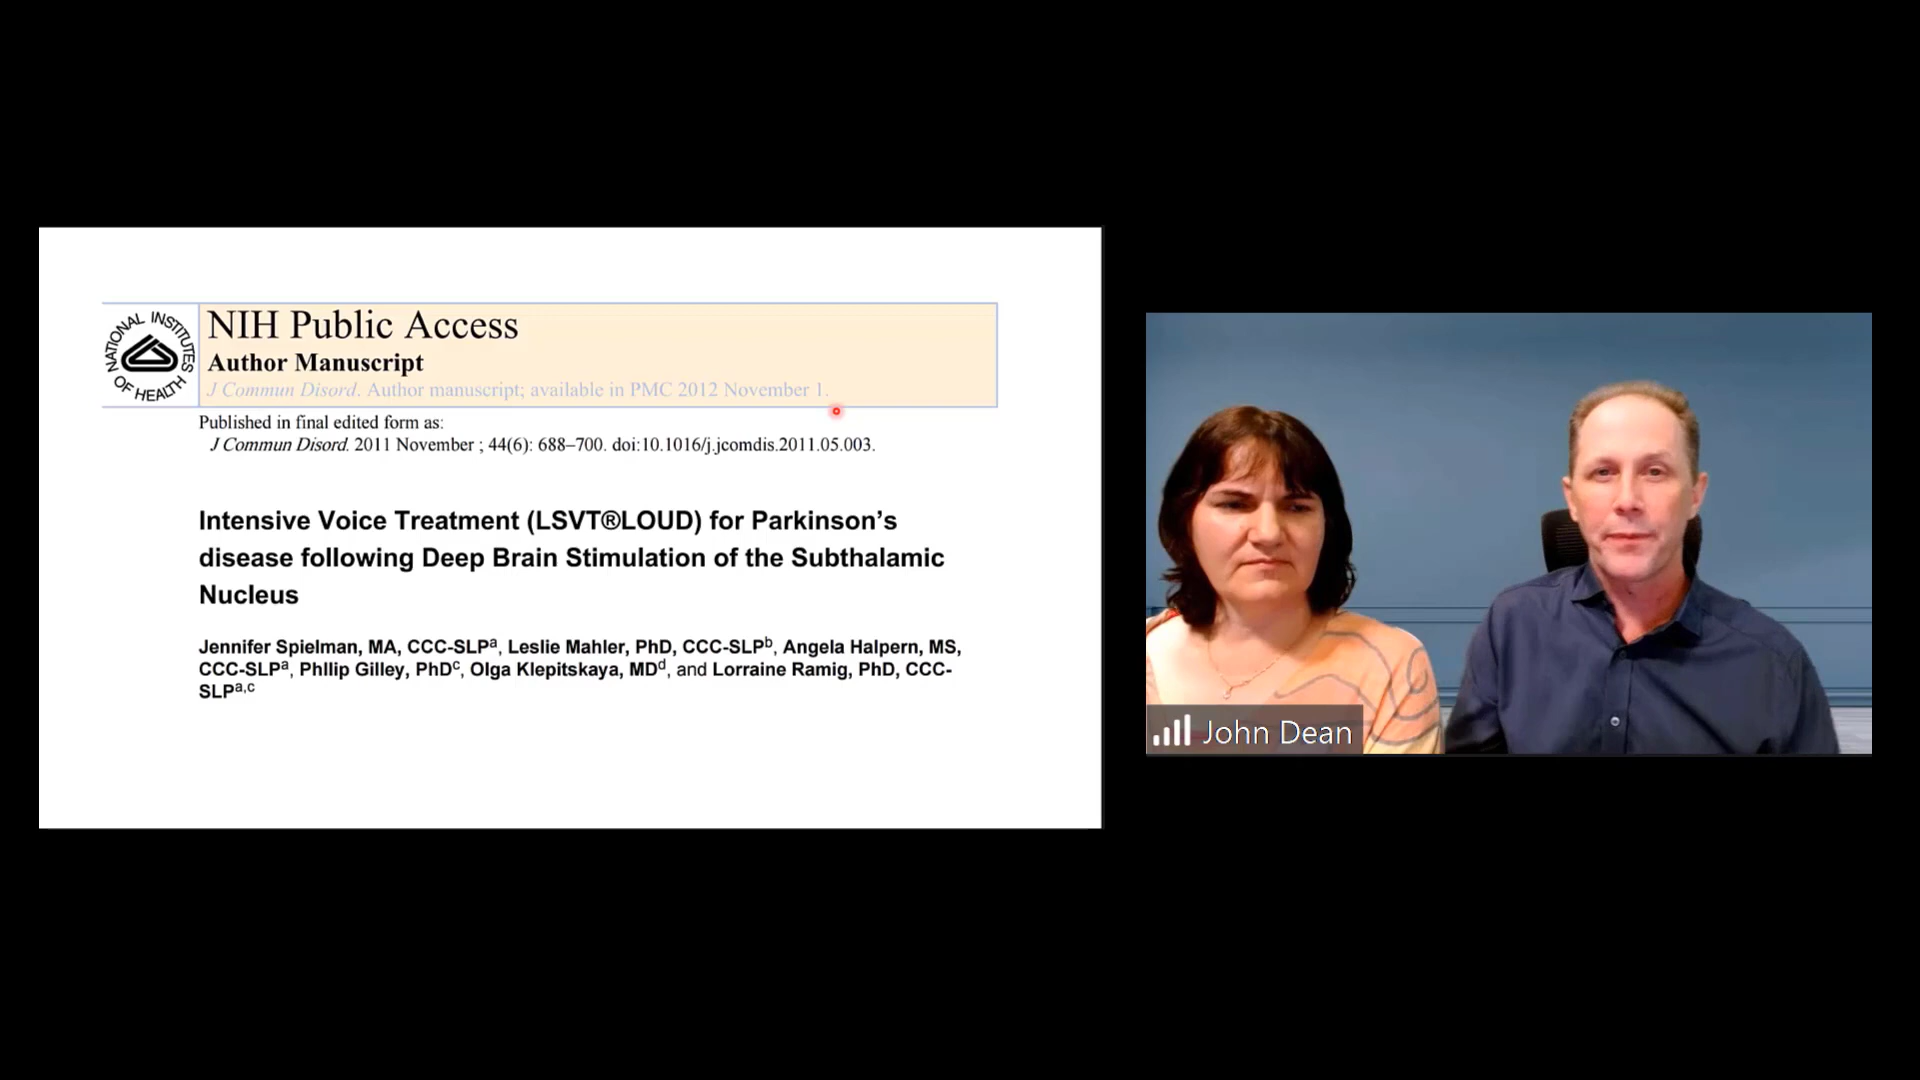 NATIONAL INSTITUTES OF HEALTH
NIH Public Access
Author Manuscript
J Commun Disord. Author manuscript; available in PMC 2012 November 1.
Published in final edited form as:
J Commun Disord. 2011 November ; 44(6): 688–700. doi:10.1016/j.jcomdis.2011.05.003.
Intensive Voice Treatment (LSVT®LOUD) for Parkinson’s
disease following Deep Brain Stimulation of the Subthalamic
Nucleus
Jennifer Spielman, MA, CCC-SLPa, Leslie Mahler, PhD, CCC-SLPb, Angela Halpern, MS,
CCC-SLPa, PhllIp Gilley, PhDc, Olga Klepitskaya, MDd, and Lorraine Ramig, PhD, CCC-
SLPa,c
John Dean